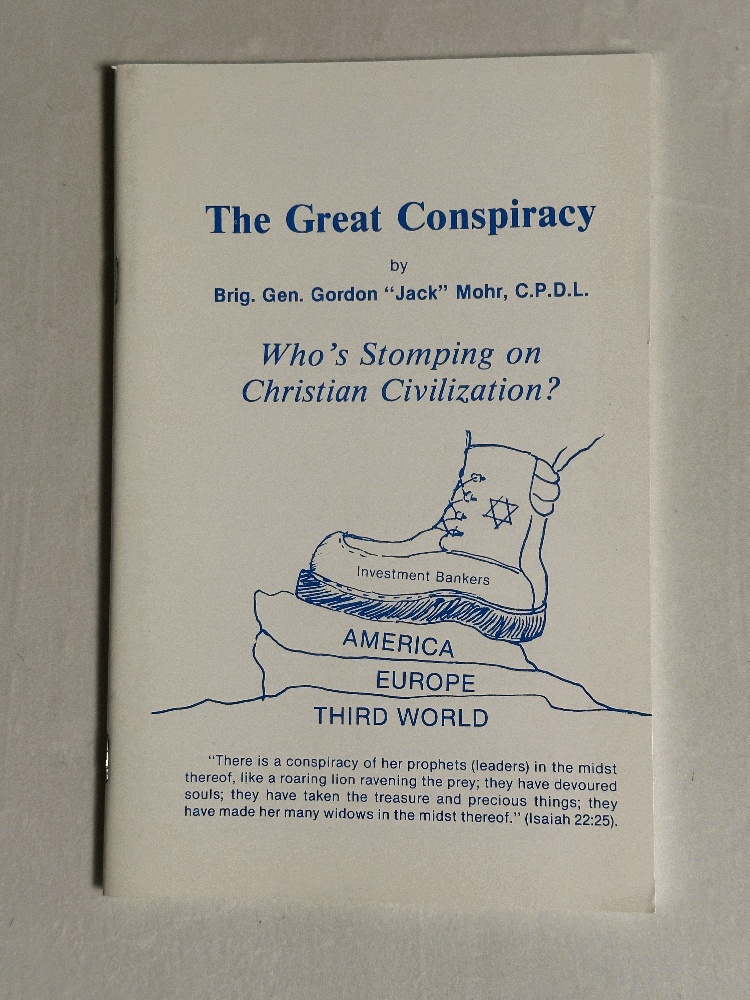 The Great Conspiracy
by
Brig. Gen. Gordon “Jack” Mohr, C.P.D.L.
Who’s Stomping on
Christian Civilization?
Investment Bankers
AMERICA
EUROPE
THIRD WORLD
“There is a conspiracy of her prophets (leaders) in the midst
thereof, like a roaring lion ravening the prey; they have devoured
souls; they have taken the treasure and precious things; they
have made her many widows in the midst thereof.” (Isaiah 22:25).